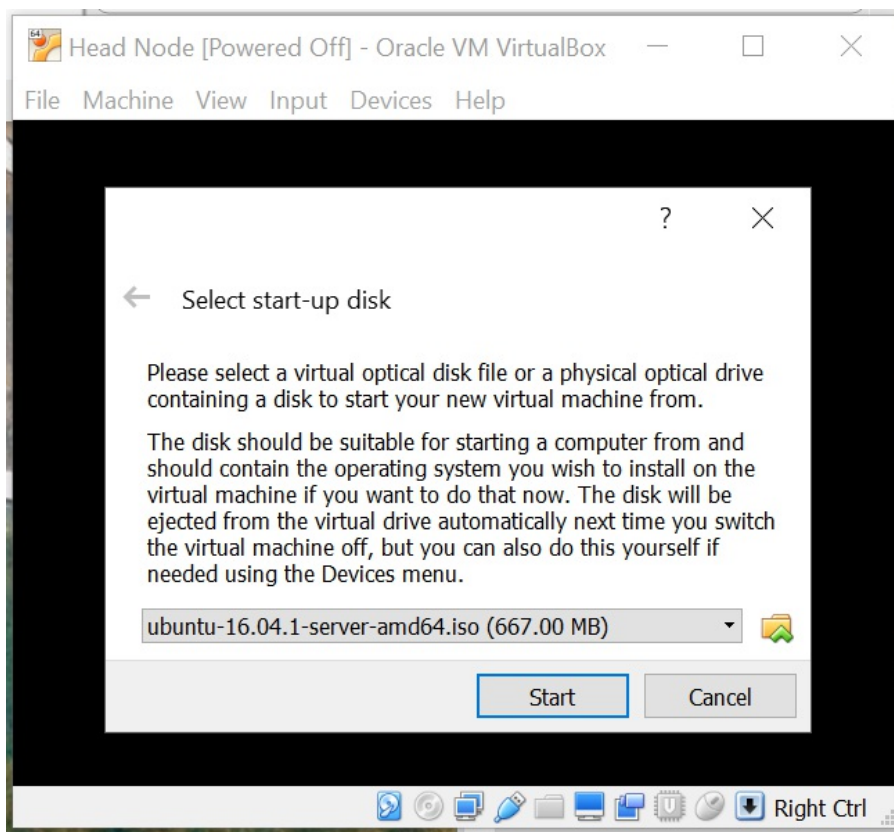 64
Head Node [Powered Off] - Oracle VM VirtualBox
File Machine View Input Devices Help
?
Select start-up disk
Please select a virtual optical disk file or a physical optical drive
containing a disk to start your new virtual machine from.
The disk should be suitable for starting a computer from and
should contain the operating system you wish to install on the
virtual machine if you want to do that now. The disk will be
ejected from the virtual drive automatically next time you switch
the virtual machine off, but you can also do this yourself if
needed using the Devices menu.
ubuntu-16.04.1-server-amd64.iso (667.00 MB)
Start Cancel
Right Ctrl